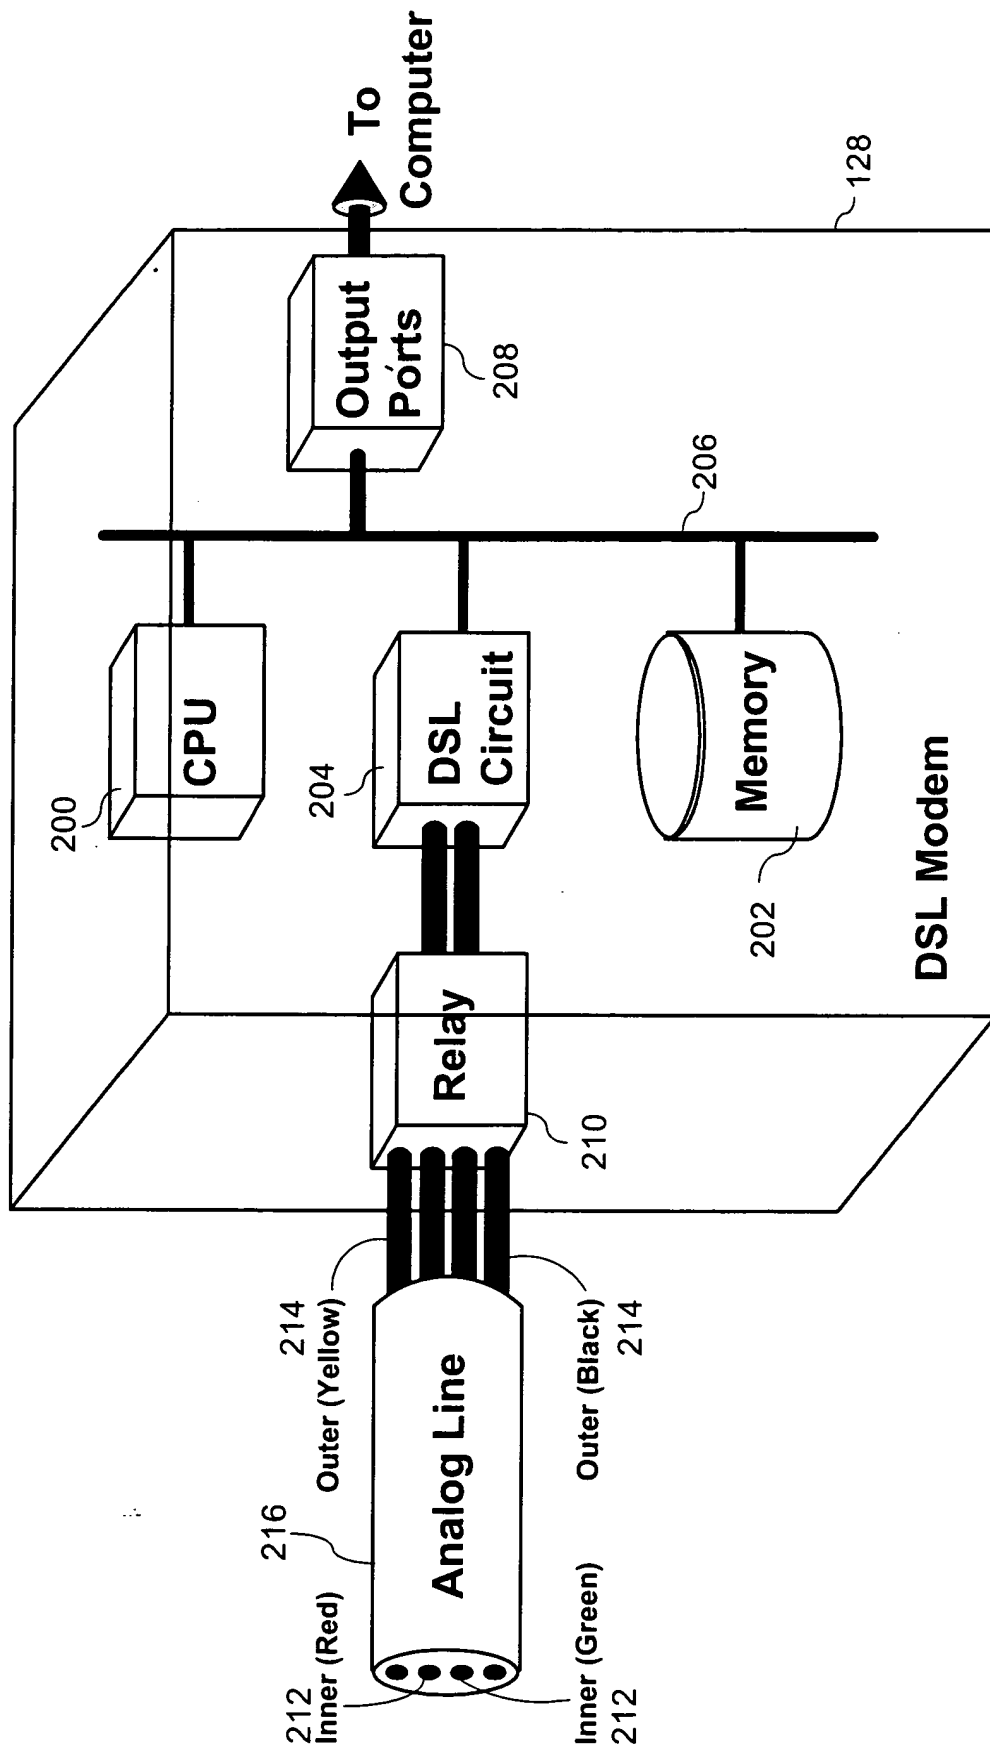 212
Inner (Red)
216
214
Outer (Yellow)
Analog Line
Inner (Green)
212
Outer (Black)
214
200
CPU
Relay
210
204
DSL
Circuit
Memory
202
206
Output
Ports
208
To
Computer
128
DSL Modem